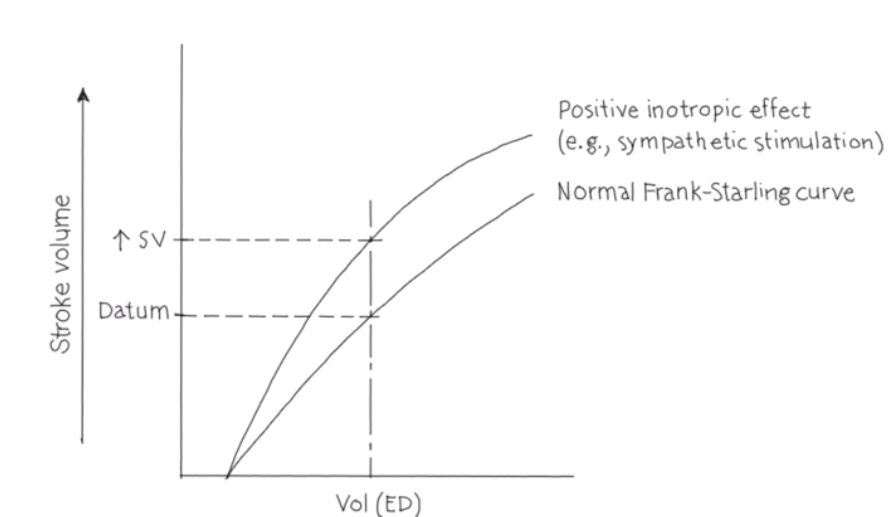 Positive inotropic effect
(e.g., sympathetic stimulation)
Normal Frank-Starling curve
Stroke volume
↑ SV
Datum
Vol (ED)